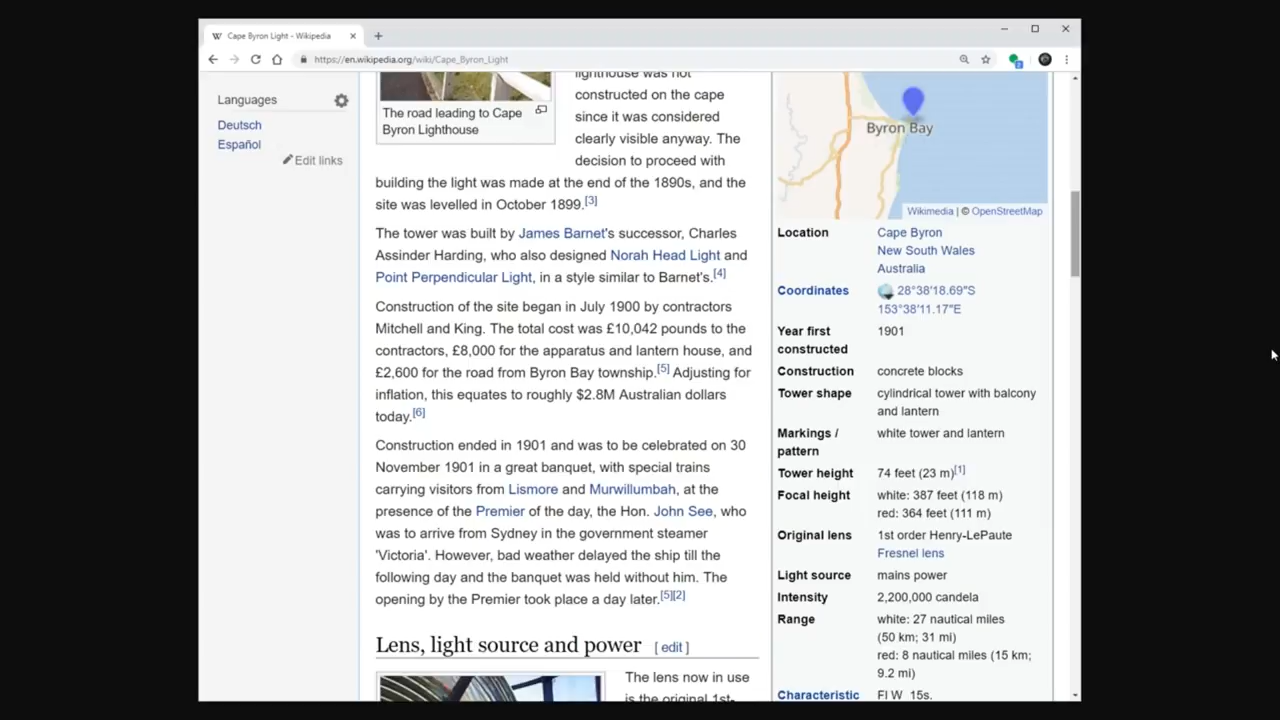 Cape Byron Light - Wikipedia
https://en.wikipedia.org/wiki/Cape_Byron_Light
Languages
Deutsch
Español
Edit links
The road leading to Cape
Byron Lighthouse
lighthouse was not
constructed on the cape
since it was considered
clearly visible anyway. The
decision to proceed with
building the light was made at the end of the 1890s, and the
site was levelled in October 1899.[3]
The tower was built by James Barnet's successor, Charles
Assinder Harding, who also designed Norah Head Light and
Point Perpendicular Light, in a style similar to Barnet's.[4]
Construction of the site began in July 1900 by contractors
Mitchell and King. The total cost was £10,042 pounds to the
contractors, £8,000 for the apparatus and lantern house, and
£2,600 for the road from Byron Bay township.[5] Adjusting for
inflation, this equates to roughly $2.8M Australian dollars
today.[6]
Construction ended in 1901 and was to be celebrated on 30
November 1901 in a great banquet, with special trains
carrying visitors from Lismore and Murwillumbah, at the
presence of the Premier of the day, the Hon. John See, who
was to arrive from Sydney in the government steamer
'Victoria'. However, bad weather delayed the ship till the
following day and the banquet was held without him. The
opening by the Premier took place a day later.[5][2]
Lens, light source and power [ edit ]
The lens now in use
is the original 1st-
Byron Bay
Wikimedia | © OpenStreetMap
Location Cape Byron
New South Wales
Australia
Coordinates 28°38′18.69″S
153°38′11.17″E
Year first 1901
constructed
Construction concrete blocks
Tower shape cylindrical tower with balcony
and lantern
Markings / white tower and lantern
pattern
Tower height 74 feet (23 m)[1]
Focal height white: 387 feet (118 m)
red: 364 feet (111 m)
Original lens 1st order Henry-LePaute
Fresnel lens
Light source mains power
Intensity 2,200,000 candela
Range white: 27 nautical miles
(50 km; 31 mi)
red: 8 nautical miles (15 km;
9.2 mi)
Characteristic Fl W 15s.